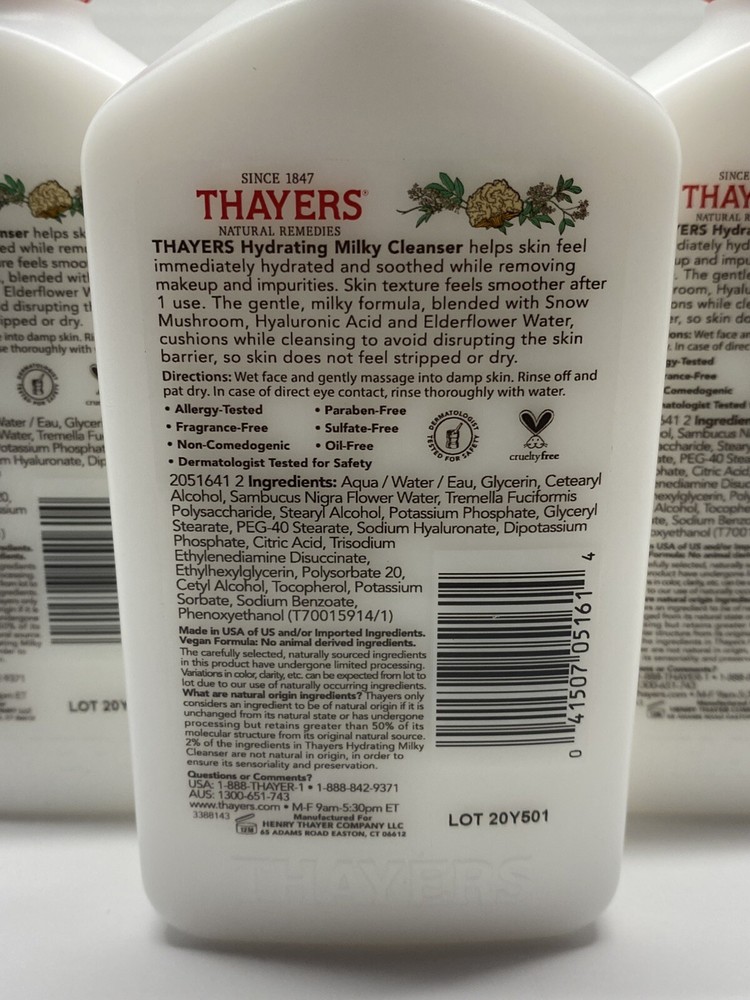 SINCE 1847
THAYERS®
NATURAL REMEDIES
THAYERS Hydrating Milky Cleanser helps skin feel
immediately hydrated and soothed while removing
makeup and impurities. Skin texture feels smoother after
1 use. The gentle, milky formula, blended with Snow
Mushroom, Hyaluronic Acid and Elderflower Water,
cushions while cleansing to avoid disrupting the skin
barrier, so skin does not feel stripped or dry.
Directions: Wet face and gently massage into damp skin. Rinse off and
pat dry. In case of direct eye contact, rinse thoroughly with water.
• Allergy-Tested • Paraben-Free
• Fragrance-Free • Sulfate-Free
• Non-Comedogenic • Oil-Free
• Dermatologist Tested for Safety
DERMATOLOGIST TESTED FOR SAFETY
crueltyfree
2051641 2 Ingredients: Aqua / Water / Eau, Glycerin, Cetearyl
Alcohol, Sambucus Nigra Flower Water, Tremella Fuciformis
Polysaccharide, Stearyl Alcohol, Potassium Phosphate, Glyceryl
Stearate, PEG-40 Stearate, Sodium Hyaluronate, Dipotassium
Phosphate, Citric Acid, Trisodium
Ethylenediamine Disuccinate,
Ethylhexylglycerin, Polysorbate 20,
Cetyl Alcohol, Tocopherol, Potassium
Sorbate, Sodium Benzoate,
Phenoxyethanol (T70015914/1)
Made in USA of US and/or Imported Ingredients.
Vegan Formula: No animal derived ingredients.
The carefully selected, naturally sourced ingredients
in this product have undergone limited processing.
Variations in color, clarity, etc. can be expected from lot to
lot due to our use of naturally occurring ingredients.
What are natural origin ingredients? Thayers only
considers an ingredient to be of natural origin if it is
unchanged from its natural state or has undergone
processing but retains greater than 50% of its
molecular structure from its original natural source.
2% of the ingredients in Thayers Hydrating Milky
Cleanser are not natural in origin, in order to
ensure its sensoriality and preservation.
Questions or Comments?
USA: 1-888-THAYER-1 • 1-888-842-9371
AUS: 1300-651-743
www.thayers.com • M-F 9am-5:30pm ET
3388143 Manufactured For
HENRY THAYER COMPANY LLC
65 ADAMS ROAD EASTON, CT 06612
0 41507 05161 4
LOT 20Y501
THAYERS